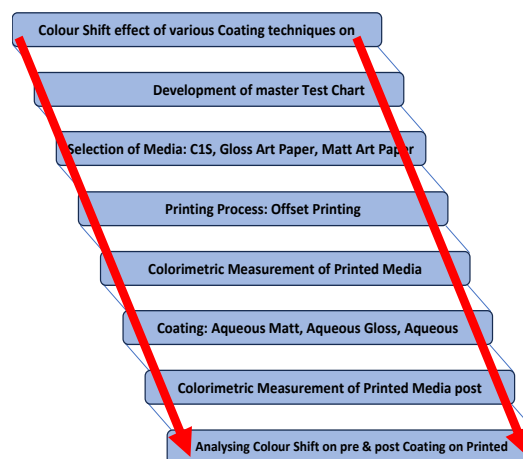 Colour Shift effect of various Coating techniques on
Development of master Test Chart
Selection of Media: C1S, Gloss Art Paper, Matt Art Paper
Printing Process: Offset Printing
Colorimetric Measurement of Printed Media
Coating: Aqueous Matt, Aqueous Gloss, Aqueous
Colorimetric Measurement of Printed Media post
Analysing Colour Shift on pre & post Coating on Printed